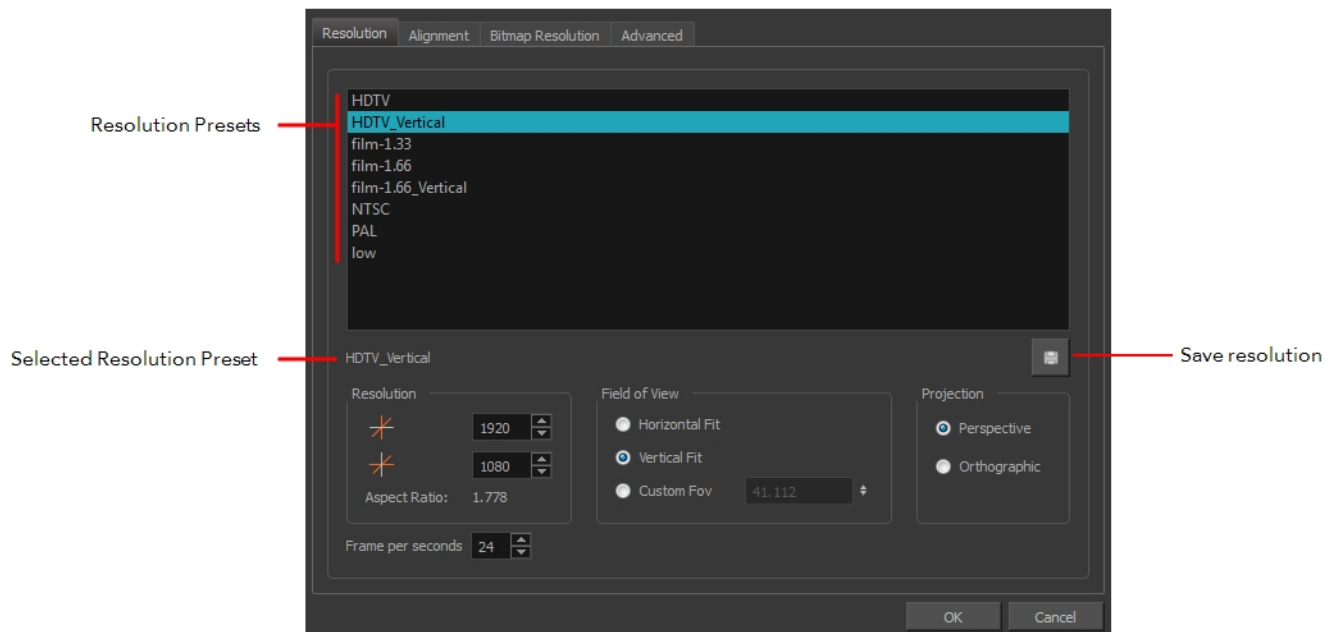 Resolution Alignment Bitmap Resolution Advanced
Resolution Presets
HDTV
HDTV_Vertical
film-1.33
film-1.66
film-1.66_Vertical
NTSC
PAL
low
Selected Resolution Preset
HDTV_Vertical
Save resolution
Resolution
1920
1080
Aspect Ratio: 1.778
Field of View
Horizontal Fit
Vertical Fit
Custom Fov 41.112
Projection
Perspective
Orthographic
Frame per seconds 24
OK Cancel